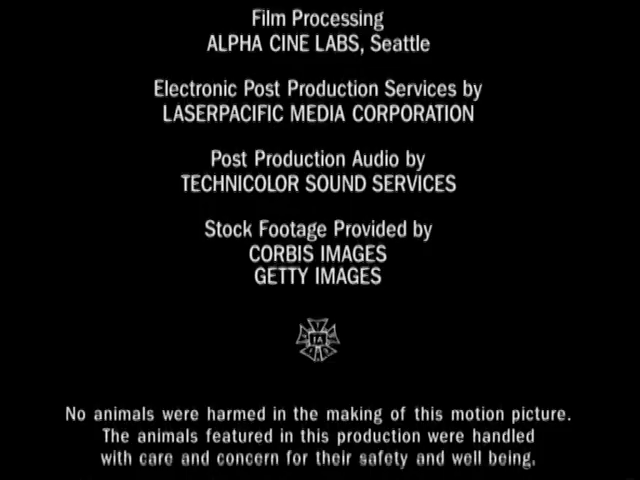 Film Processing
ALPHA CINE LABS, Seattle
Electronic Post Production Services by
LASERPACIFIC MEDIA CORPORATION
Post Production Audio by
TECHNICOLOR SOUND SERVICES
Stock Footage Provided by
CORBIS IMAGES
GETTY IMAGES
IA
No animals were harmed in the making of this motion picture.
The animals featured in this production were handled
with care and concern for their safety and well being.